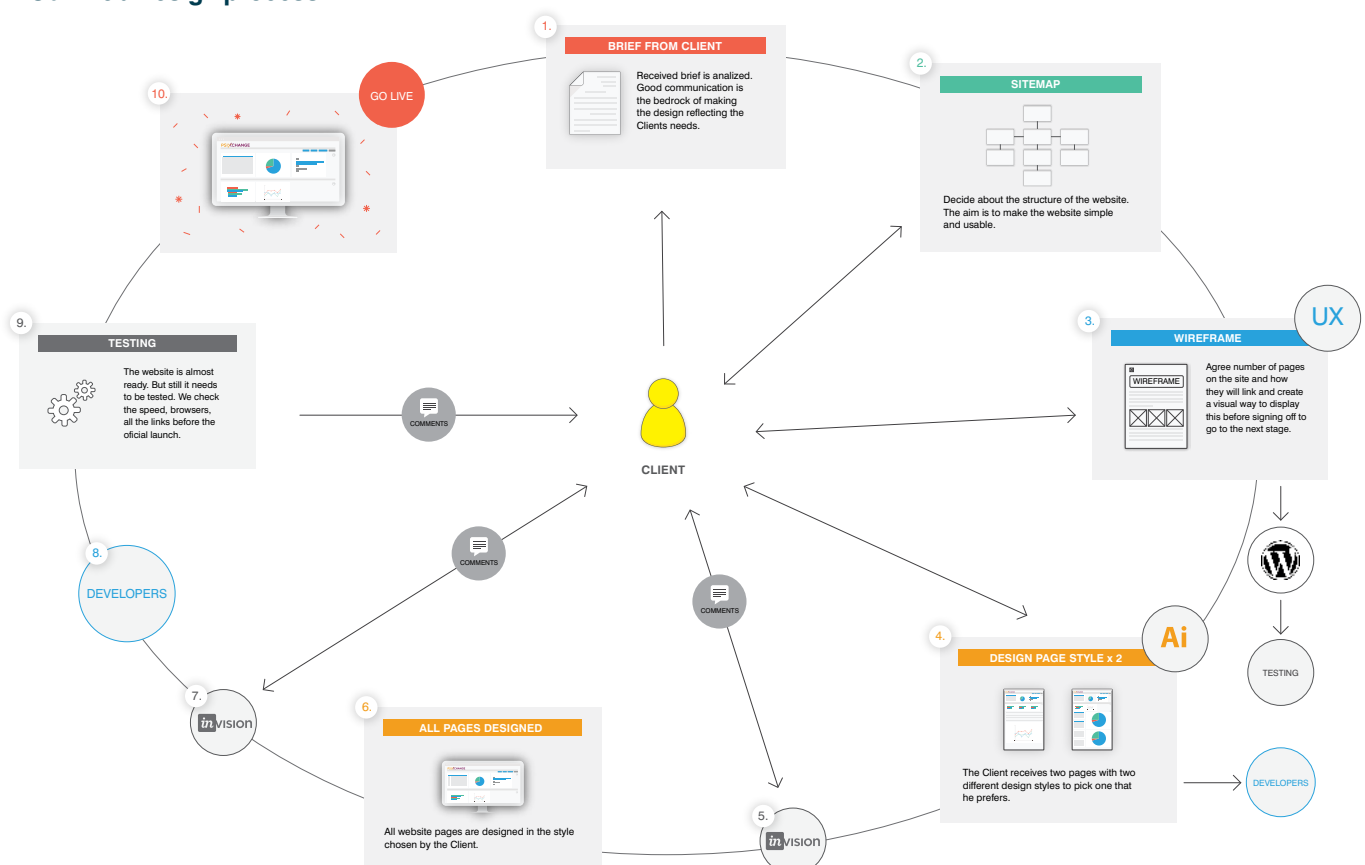 1.
BRIEF FROM CLIENT
Received brief is analized.
Good communication is
the bedrock of making
the design reflecting the
Clients needs.
2.
SITEMAP
Decide about the structure of the website.
The aim is to make the website simple
and usable.
3.
WIREFRAME
UX
WIREFRAME
Agree number of pages
on the site and how
they will link and create
a visual way to display
this before signing off to
go to the next stage.
TESTING
DEVELOPERS
4.
DESIGN PAGE STYLE x 2
Ai
The Client receives two pages with two
different design styles to pick one that
he prefers.
5.
inVISION
6.
ALL PAGES DESIGNED
All website pages are designed in the style
chosen by the Client.
7.
inVISION
8.
DEVELOPERS
9.
TESTING
The website is almost
ready. But still it needs
to be tested. We check
the speed, browsers,
all the links before the
oficial launch.
10.
GO LIVE
CLIENT
COMMENTS
COMMENTS
COMMENTS